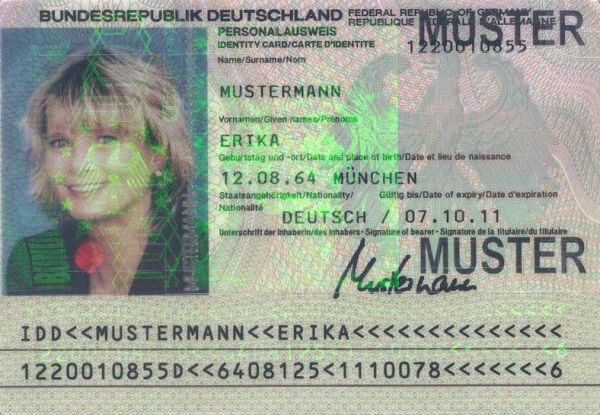 BUNDESREPUBLIK DEUTSCHLAND FEDERAL REPUBLIC OF GERMANY
REPUBLIQUE FEDERALE D'ALLEMAGNE
MUSTER
PERSONALAUSWEIS
IDENTITY CARD/CARTE D'IDENTITE
1220010855
Name/Surname/Nom
MUSTERMANN
Vornamen/Given names/Prénoms
ERIKA
Geburtstag und -ort/Date and place of birth/Date et lieu de naissance
12.08.64 MÜNCHEN
Staatsangehörigkeit/Nationality/ Gültig bis/Date of expiry/Date d'expiration
Nationalité
DEUTSCH / 07.10.11
Unterschrift der Inhaberin/des Inhabers - Signature of bearer - Signature de la titulaire/du titulaire
MUSTER
Mustermann
MUSTERMANN
IDD<<MUSTERMANN<<ERIKA<<<<<<<<<<<<<<
1220010855D<<6408125<1110078<<<<<<<6